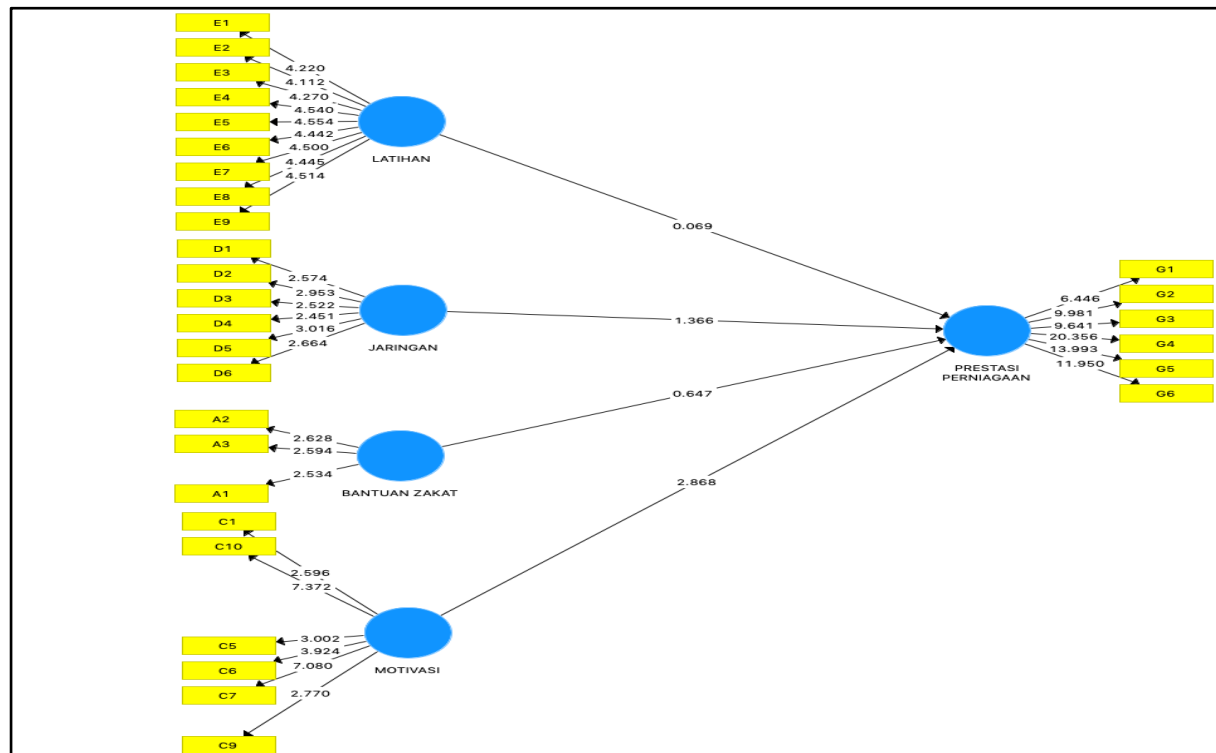 E1
E2
E3
E4
E5
E6
E7
E8
E9
4.220
4.112
4.270
4.540
4.554
4.442
4.500
4.445
4.514
LATIHAN
0.069
D1
D2
D3
D4
D5
D6
2.574
2.953
2.522
2.451
3.016
2.664
JARINGAN
1.366
A2
A3
A1
2.628
2.594
2.534
BANTUAN ZAKAT
0.647
C1
C10
C5
C6
C7
C9
2.596
7.372
3.002
3.924
7.080
2.770
MOTIVASI
2.868
PRESTASI
PERNIAGAAN
6.446
9.981
9.641
20.356
13.993
11.950
G1
G2
G3
G4
G5
G6